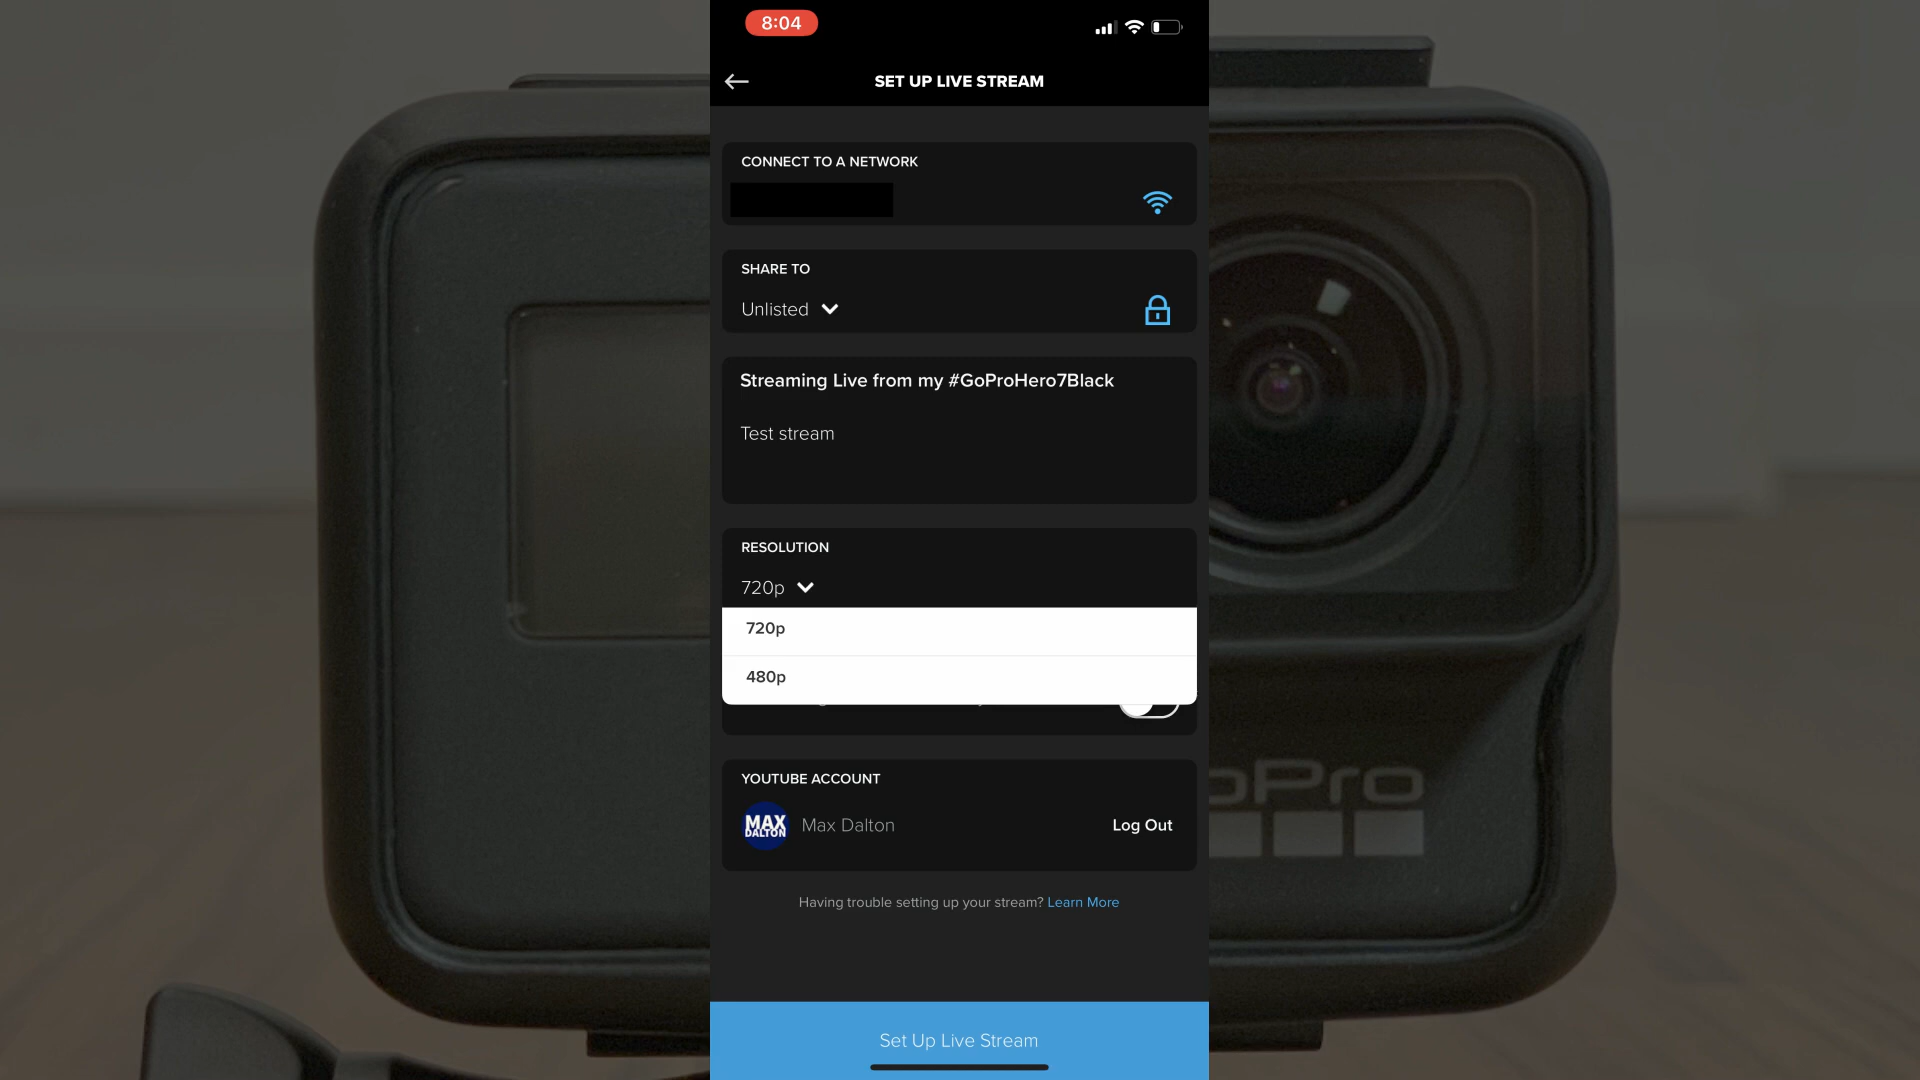 8:04
SET UP LIVE STREAM
CONNECT TO A NETWORK
SHARE TO
Unlisted
Streaming Live from my #GoProHero7Black
Test stream
RESOLUTION
720p
720p
480p
YOUTUBE ACCOUNT
MAX
DALTON
Max Dalton
Log Out
Having trouble setting up your stream? Learn More
Set Up Live Stream
oPro